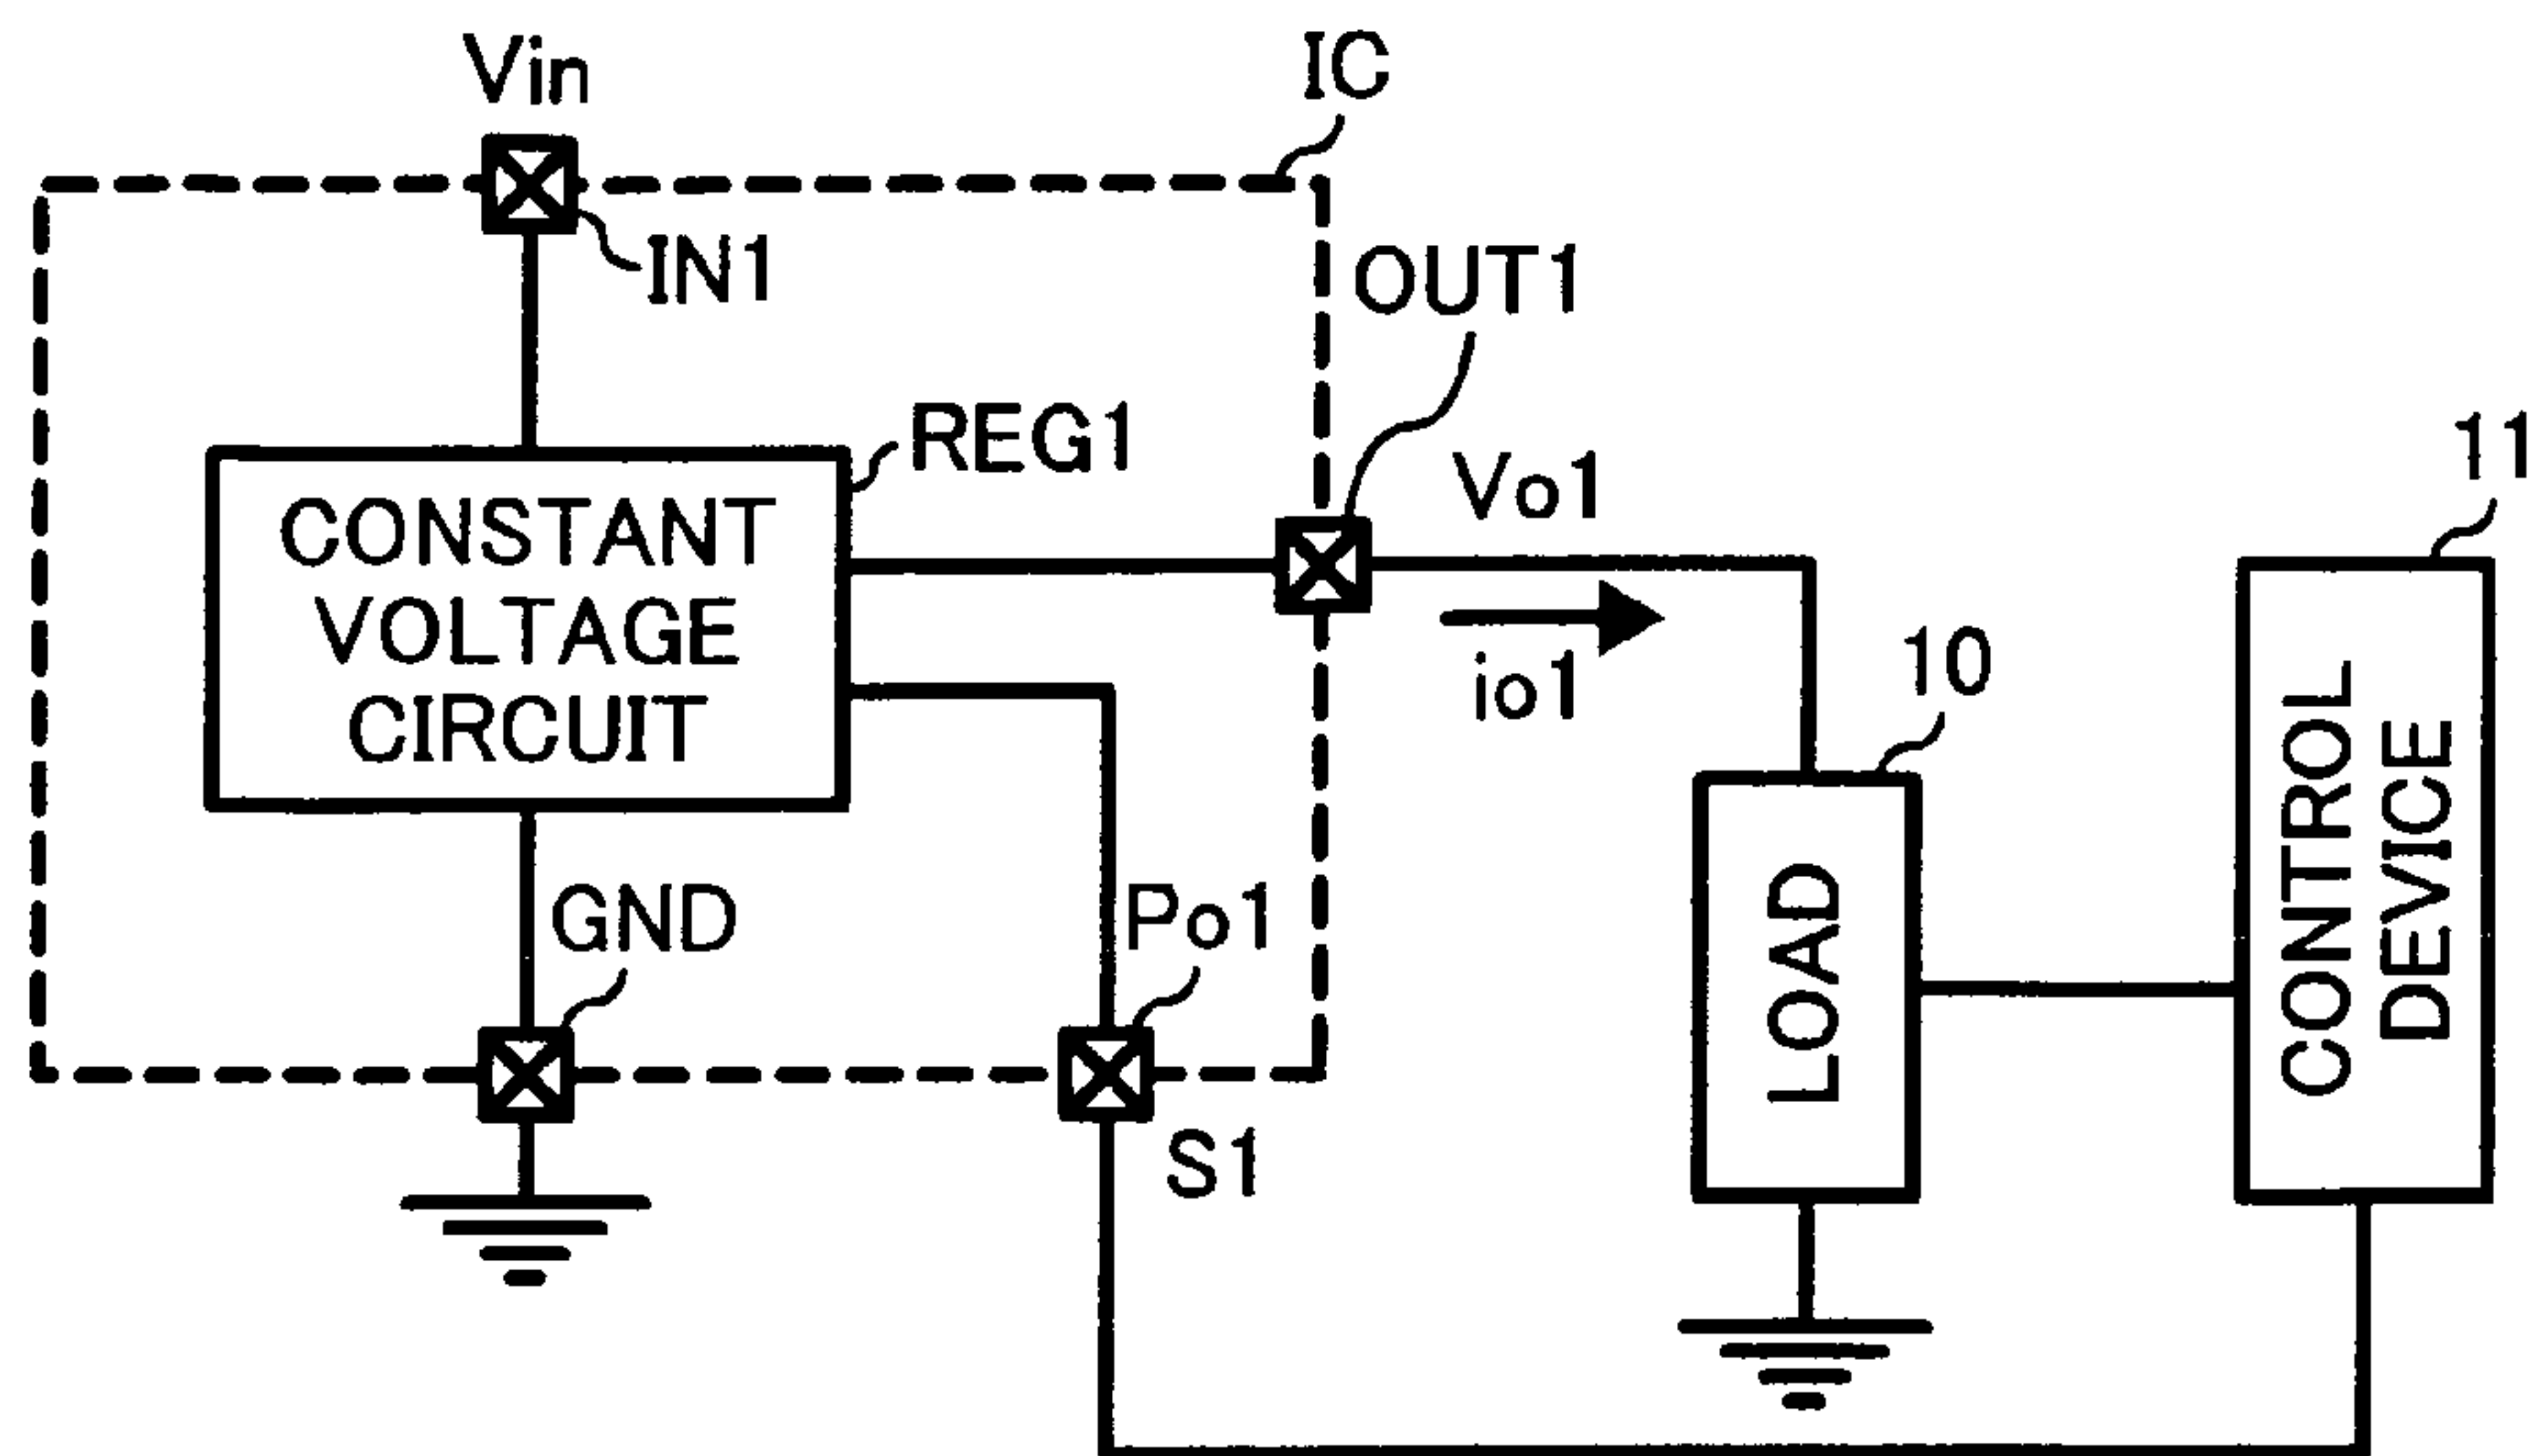 Vin
IC
IN1
OUT1
REG1
CONSTANT
VOLTAGE
CIRCUIT
Vo1
io1
11
10
GND
Po1
S1
LOAD
CONTROL
DEVICE